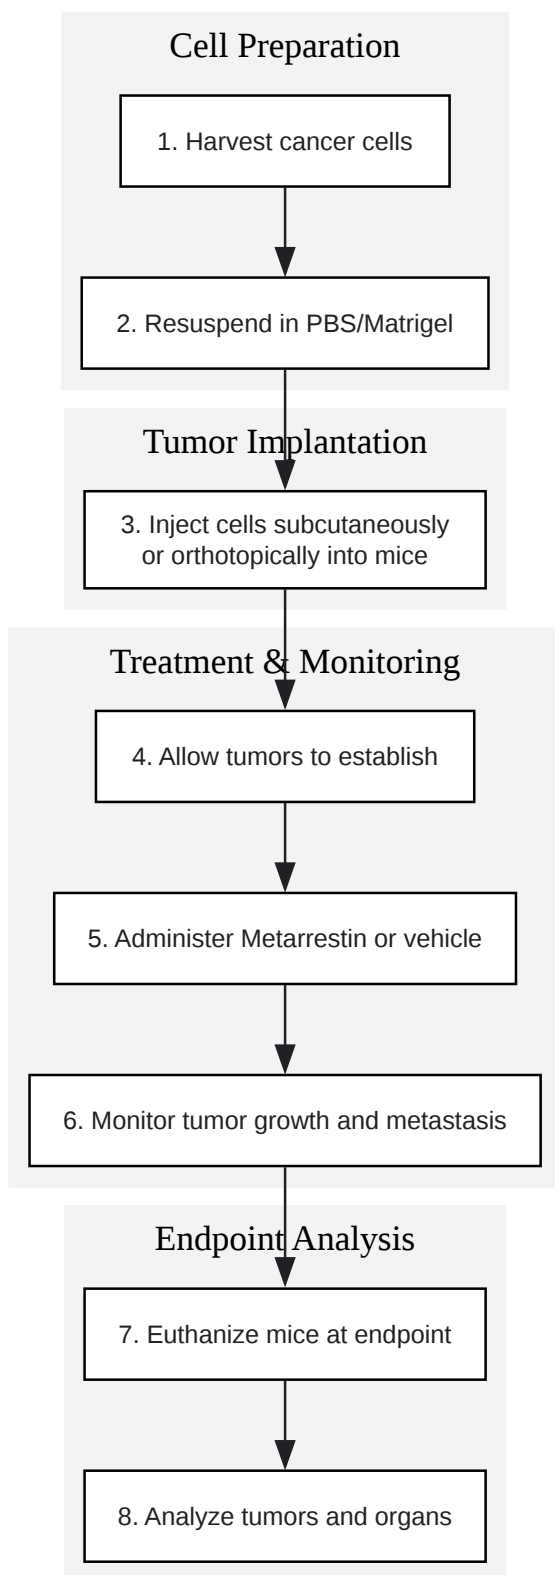 Cell Preparation
1. Harvest cancer cells
2. Resuspend in PBS/Matrigel
Tumor Implantation
3. Inject cells subcutaneously
or orthotopically into mice
Treatment & Monitoring
4. Allow tumors to establish
5. Administer Metarrestin or vehicle
6. Monitor tumor growth and metastasis
Endpoint Analysis
7. Euthanize mice at endpoint
8. Analyze tumors and organs